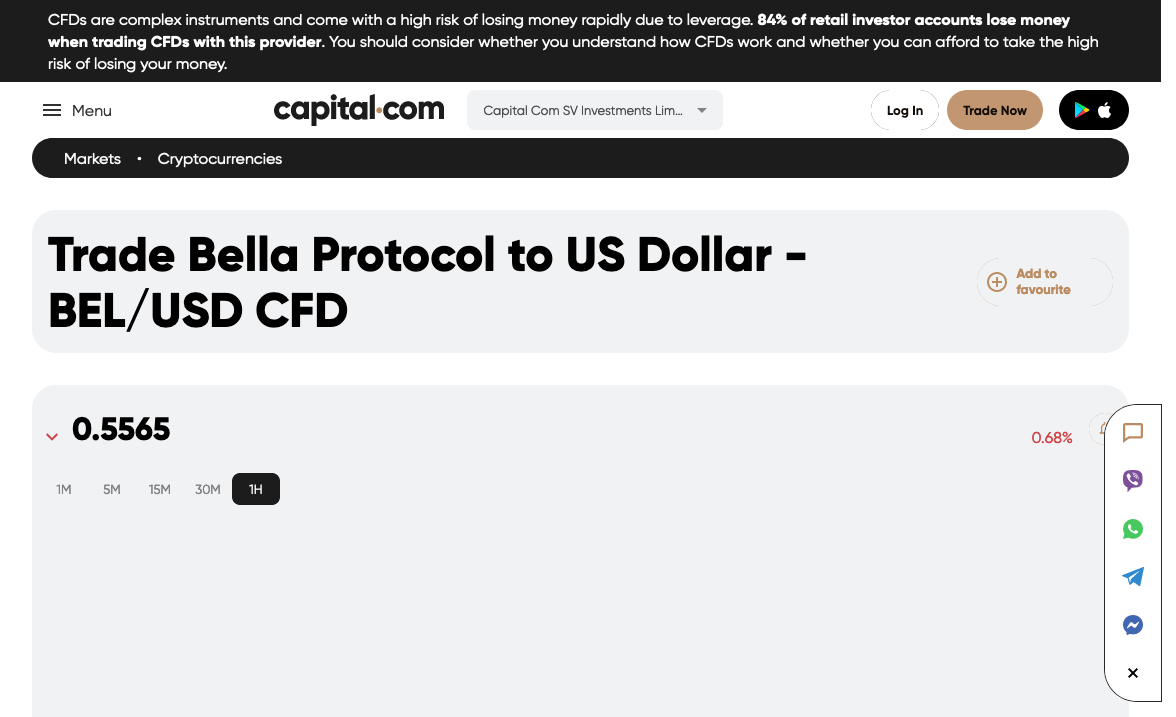 CFDs are complex instruments and come with a high risk of losing money rapidly due to leverage. 84% of retail investor accounts lose money
when trading CFDs with this provider. You should consider whether you understand how CFDs work and whether you can afford to take the high
risk of losing your money.
Menu
capital.com
Capital Com SV Investments Lim...
Log In
Trade Now
Markets • Cryptocurrencies
Trade Bella Protocol to US Dollar -
BEL/USD CFD
Add to
favourite
0.5565
0.68%
1M 5M 15M 30M 1H